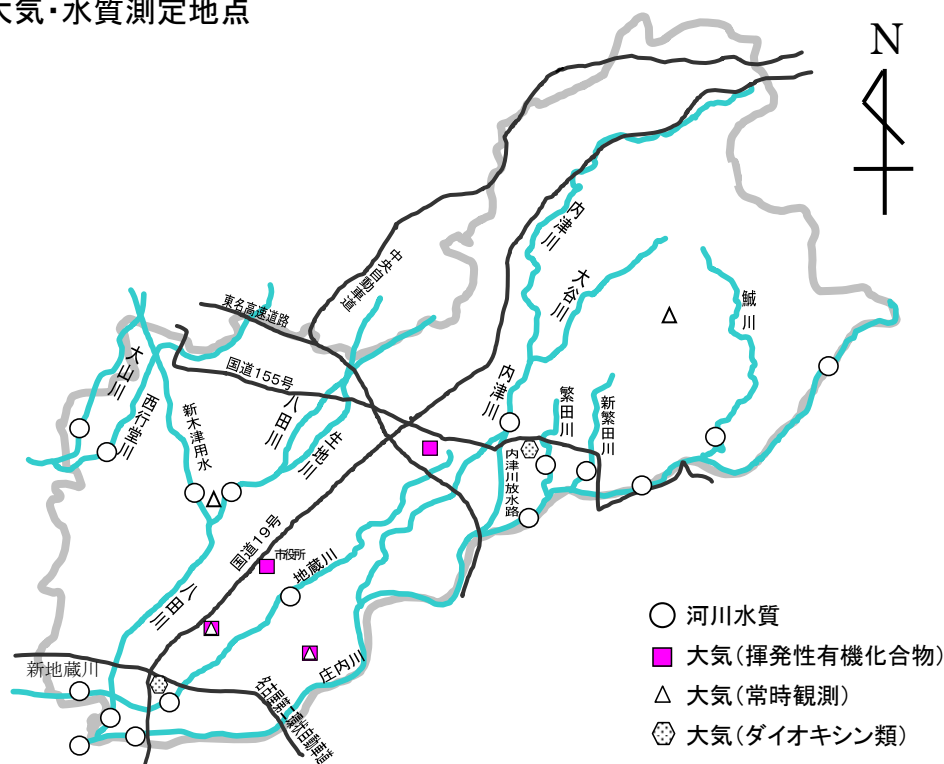 大気・水質測定地点
N
内津川
大谷川
鯎川
中央自動車道
東名高速道路
国道155号
大山川
西行堂川
新木津用水
八田川
生地川
内津川
繁田川
新繁田川
内津川放水路
国道19号
市役所
地蔵川
八田川
庄内川
新地蔵川
河川水質
大気(揮発性有機化合物)
大気(常時観測)
大気(ダイオキシン類)